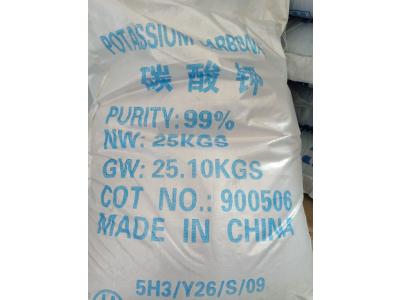 POTASSIUM CARBO
碳酸钾
PURITY: 99%
NW: 25KGS
GW: 25.10KGS
COT NO.: 900506
MADE IN CHINA
5H3/Y26/S/09